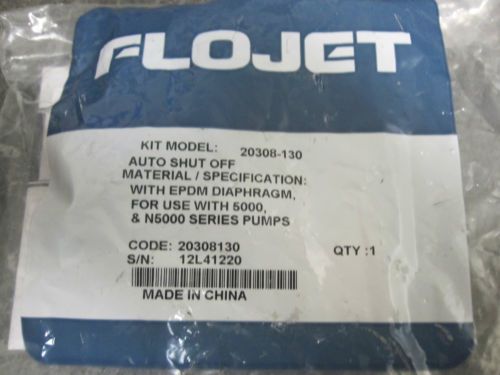 FLOJET
KIT MODEL: 20308-130
AUTO SHUT OFF
MATERIAL / SPECIFICATION:
WITH EPDM DIAPHRAGM,
FOR USE WITH 5000,
& N5000 SERIES PUMPS
CODE: 20308130 QTY :1
S/N: 12L41220
MADE IN CHINA